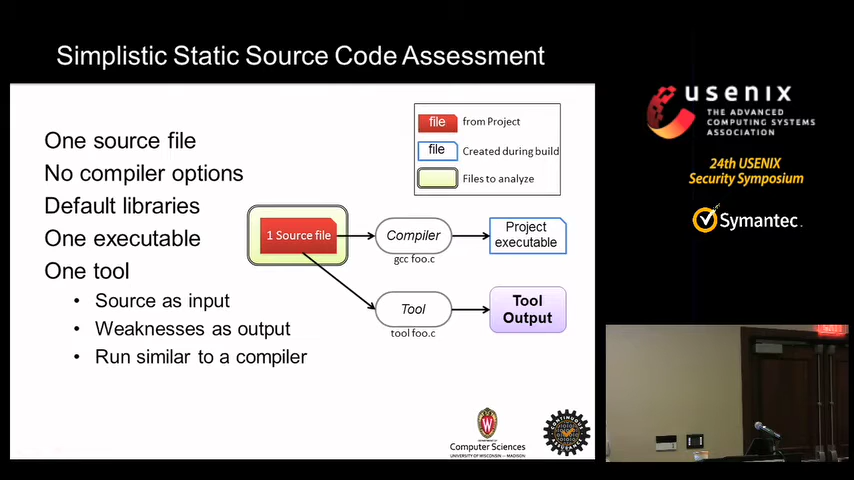 Simplistic Static Source Code Assessment
One source file
No compiler options
Default libraries
One executable
One tool
• Source as input
• Weaknesses as output
• Run similar to a compiler
file from Project
file Created during build
Files to analyze
1 Source file
Compiler
gcc foo.c
Project
executable
Tool
tool foo.c
Tool
Output
W
DEPARTMENT OF
Computer Sciences
UNIVERSITY OF WISCONSIN — MADISON
usenix
THE ADVANCED
COMPUTING SYSTEMS
ASSOCIATION
24th USENIX
Security Symposium
Symantec.